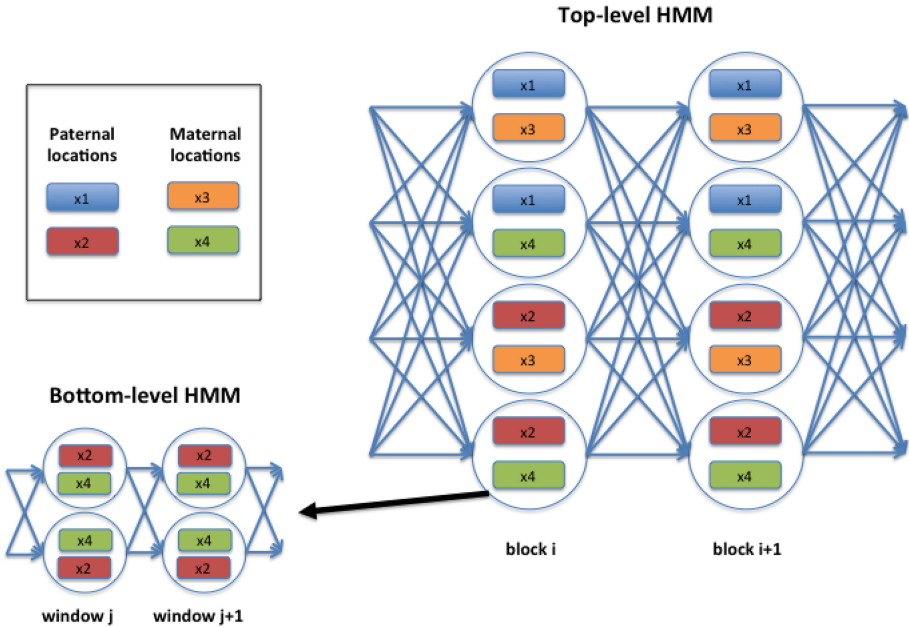 Top-level HMM
Paternal locations
Maternal locations
x1
x3
x2
x4
x1
x1
x3
x3
x1
x1
x4
x4
x2
x2
x3
x3
x2
x2
x4
x4
block i
block i+1
Bottom-level HMM
x2
x2
x4
x4
x4
x4
x2
x2
window j
window j+1